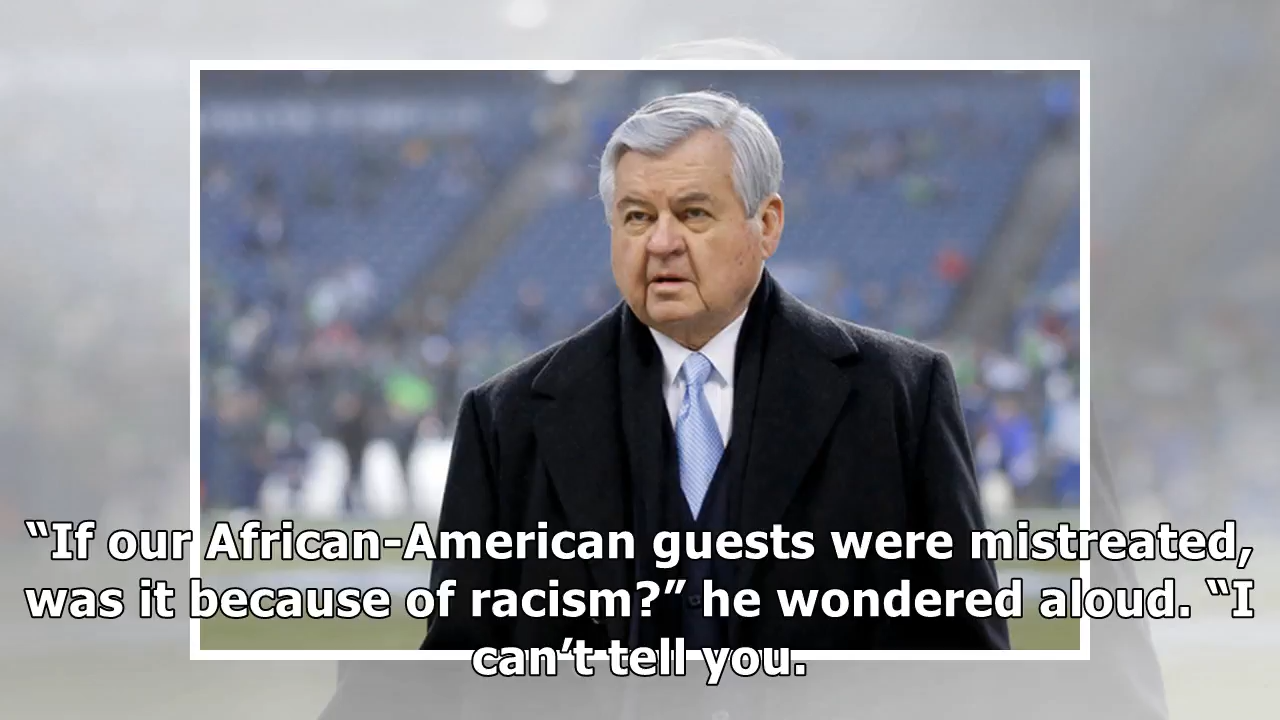 “If our African-American guests were mistreated,
was it because of racism?” he wondered aloud. “I
can’t tell you.